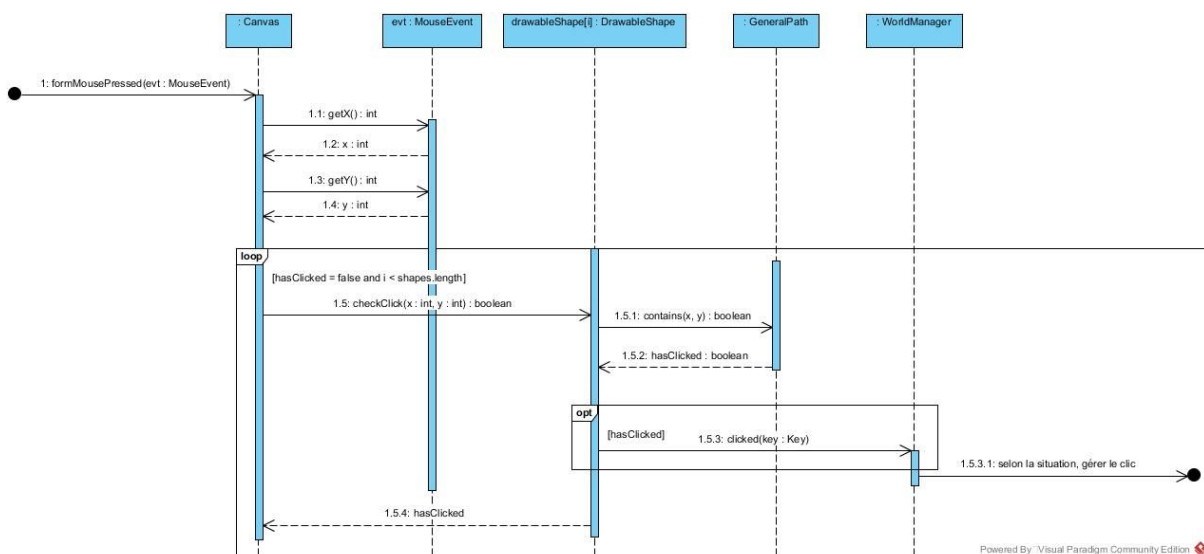 : Canvas
evt : MouseEvent
drawableShape[i] : DrawableShape
: GeneralPath
: WorldManager
1: formMousePressed(evt : MouseEvent)
1.1: getX() : int
1.2: x : int
1.3: getY() : int
1.4: y : int
loop
[hasClicked = false and i < shapes.length]
1.5: checkClick(x : int, y : int) : boolean
1.5.1: contains(x, y) : boolean
1.5.2: hasClicked : boolean
opt
[hasClicked]
1.5.3: clicked(key : Key)
1.5.3.1: selon la situation, gérer le clic
1.5.4: hasClicked
Powered By Visual Paradigm Community Edition